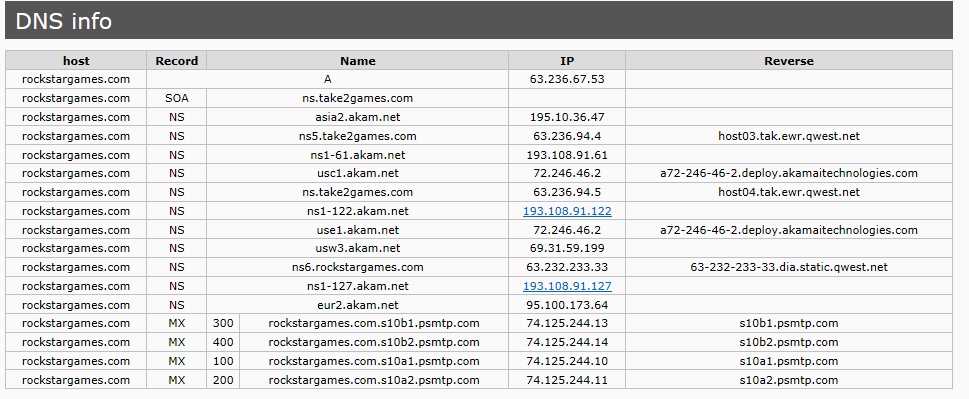 DNS info
host Record Name IP Reverse
rockstargames.com A 63.236.67.53
rockstargames.com SOA ns.take2games.com
rockstargames.com NS asia2.akam.net 195.10.36.47
rockstargames.com NS ns5.take2games.com 63.236.94.4 host03.tak.ewr.qwest.net
rockstargames.com NS ns1-61.akam.net 193.108.91.61
rockstargames.com NS usc1.akam.net 72.246.46.2 a72-246-46-2.deploy.akamaitechnologies.com
rockstargames.com NS ns.take2games.com 63.236.94.5 host04.tak.ewr.qwest.net
rockstargames.com NS ns1-122.akam.net 193.108.91.122
rockstargames.com NS use1.akam.net 72.246.46.2 a72-246-46-2.deploy.akamaitechnologies.com
rockstargames.com NS usw3.akam.net 69.31.59.199
rockstargames.com NS ns6.rockstargames.com 63.232.233.33 63-232-233-33.dia.static.qwest.net
rockstargames.com NS ns1-127.akam.net 193.108.91.127
rockstargames.com NS eur2.akam.net 95.100.173.64
rockstargames.com MX 300 rockstargames.com.s10b1.psmtp.com 74.125.244.13 s10b1.psmtp.com
rockstargames.com MX 400 rockstargames.com.s10b2.psmtp.com 74.125.244.14 s10b2.psmtp.com
rockstargames.com MX 100 rockstargames.com.s10a1.psmtp.com 74.125.244.10 s10a1.psmtp.com
rockstargames.com MX 200 rockstargames.com.s10a2.psmtp.com 74.125.244.11 s10a2.psmtp.com